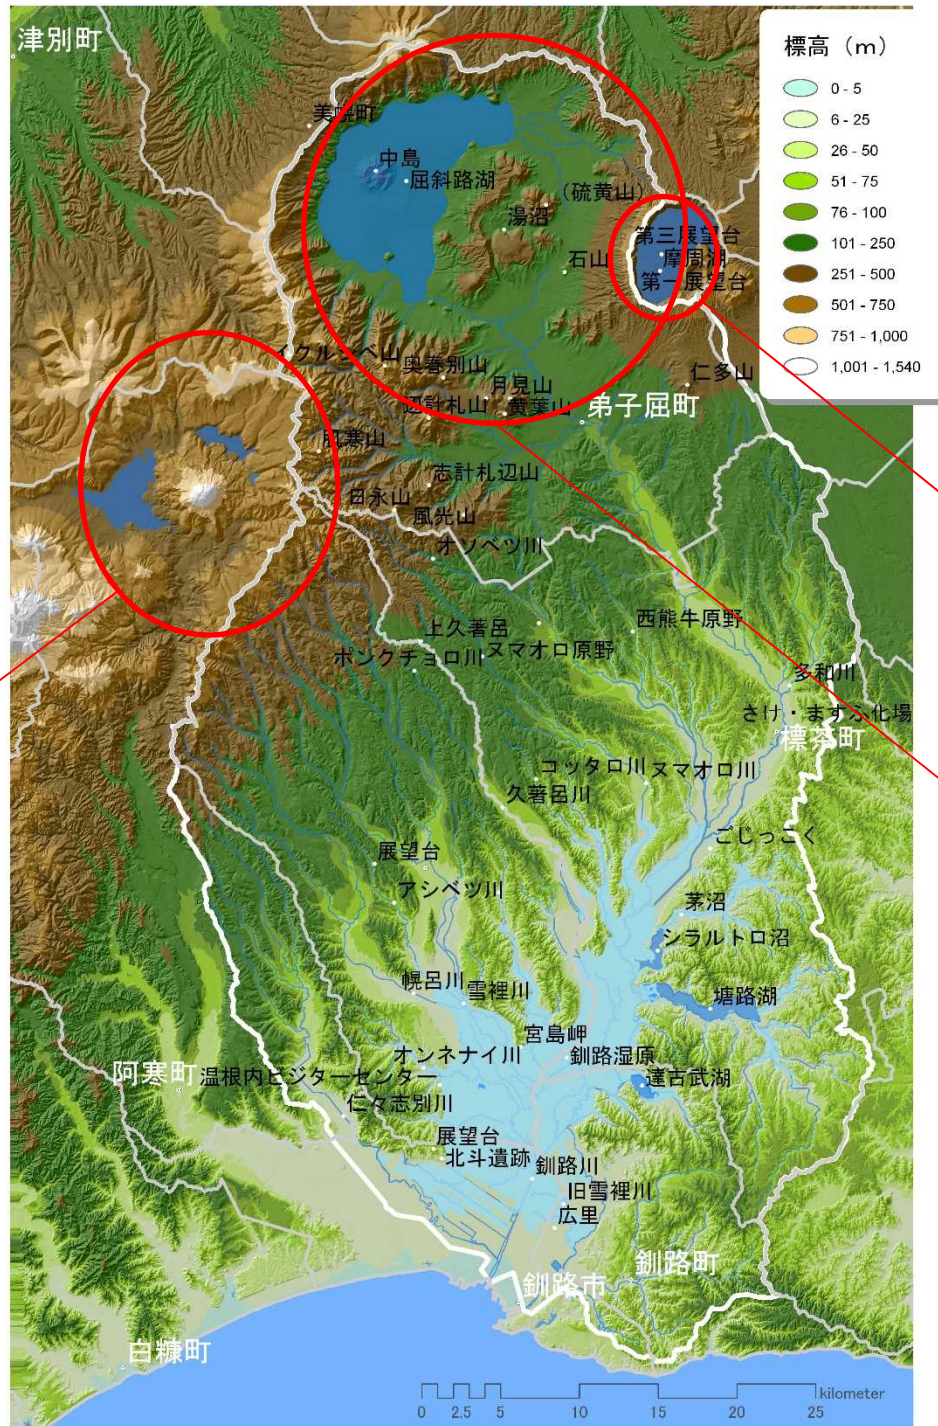 津別町
標高（ｍ）
0 - 5
6 - 25
26 - 50
51 - 75
76 - 100
101 - 250
251 - 500
501 - 750
751 - 1,000
1,001 - 1,540
美幌町
中島
屈斜路湖
（硫黄山）
湯沼
第三展望台
摩周湖
第一展望台
石山
奥春別山
仁多山
月見山
辺計札山
黄葉山
弟子屈町
志計札辺山
日永山
風光山
オソベツ川
上久著呂
西熊牛原野
ヌマオロ原野
ポンクチョロ川
多和川
さけ・ますふ化場
標茶町
コッタロ川
ヌマオロ川
久著呂川
ごじっこく
展望台
アシベツ川
茅沼
シラルトロ沼
幌呂川
雪裡川
塘路湖
宮島岬
オンネナイ川
釧路湿原
阿寒町
温根内ビジターセンター
達古武湖
仁々志別川
展望台
北斗遺跡
釧路川
旧雪裡川
広里
釧路町
釧路市
白糠町
kilometer
0 2.5 5 10 15 20 25